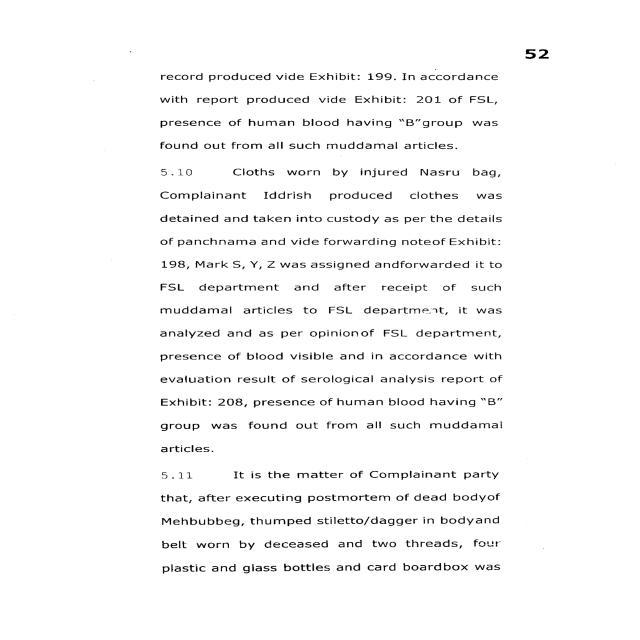 52
record produced vide Exhibit: 199. In accordance
with report produced vide Exhibit: 201 of FSL,
presence of human blood having "B"group was
found out from all such muddamal articles.
5.10 Cloths worn by injured Nasru bag,
Complainant Iddrish produced clothes was
detained and taken into custody as per the details
of panchnama and vide forwarding noteof Exhibit:
198, Mark S, Y, Z was assigned andforwarded it to
FSL department and after receipt of such
muddamal articles to FSL department, it was
analyzed and as per opinionof FSL department,
presence of blood visible and in accordance with
evaluation result of serological analysis report of
Exhibit: 208, presence of human blood having "B"
group was found out from all such muddamal
articles.
5.11 It is the matter of Complainant party
that, after executing postmortem of dead bodyof
Mehbubbeg, thumped stiletto/dagger in bodyand
belt worn by deceased and two threads, four
plastic and glass bottles and card boardbox was